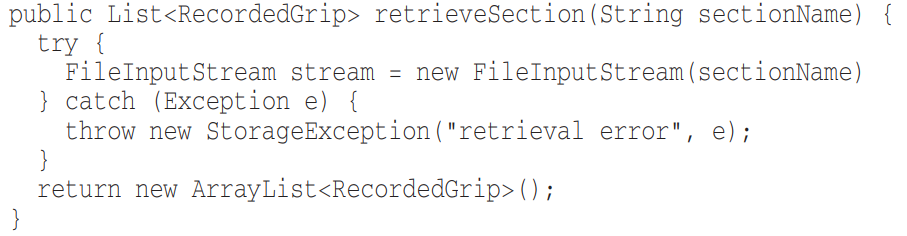 public List<RecordedGrip> retrieveSection(String sectionName) {
  try {
    FileInputStream stream = new FileInputStream(sectionName)
  } catch (Exception e) {
    throw new StorageException("retrieval error", e);
  }
  return new ArrayList<RecordedGrip>();
}